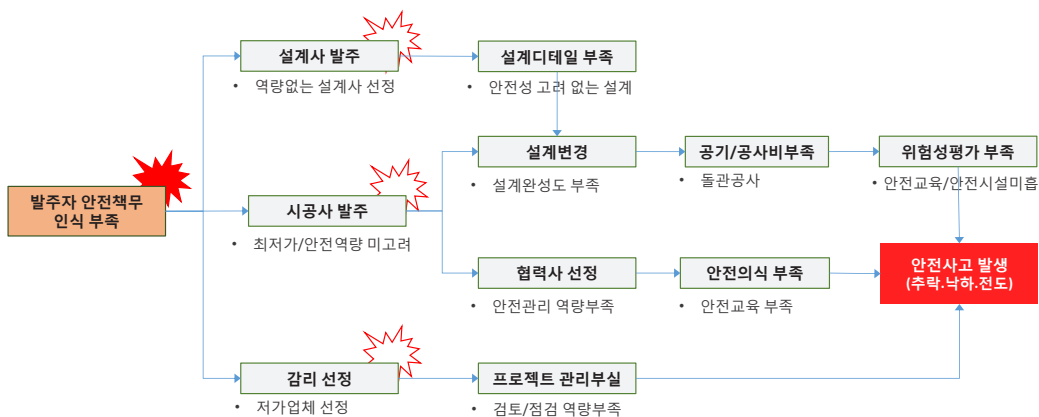 설계사 발주
• 역량없는 설계사 선정
설계디테일 부족
• 안전성 고려 없는 설계
설계변경
• 설계완성도 부족
공기/공사비부족
• 돌관공사
위험성평가 부족
• 안전교육/안전시설미흡
발주자 안전책무
인식 부족
시공사 발주
• 최저가/안전역량 미고려
협력사 선정
• 안전관리 역량부족
안전의식 부족
• 안전교육 부족
안전사고 발생
(추락.낙하.전도)
감리 선정
• 저가업체 선정
프로젝트 관리부실
• 검토/점검 역량부족